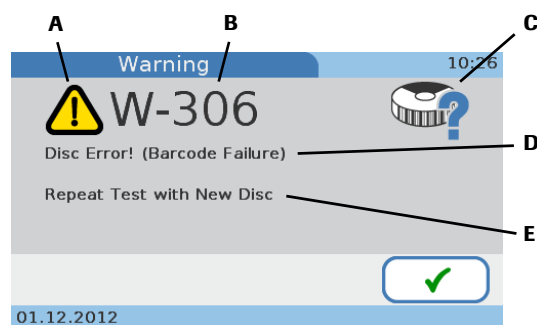 A B C
Warning 10:26
W-306
Disc Error! (Barcode Failure)
D
Repeat Test with New Disc
E
01.12.2012